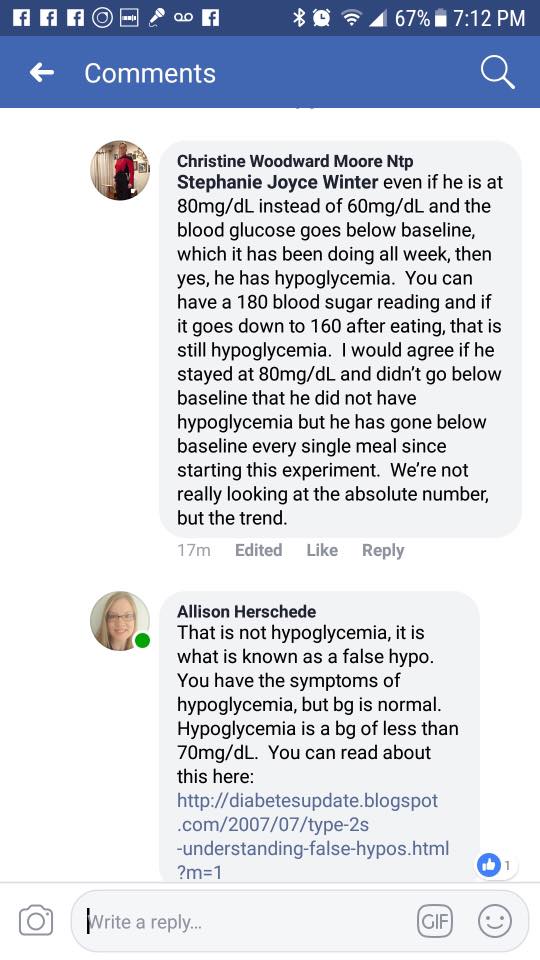 67% 7:12 PM
Comments
Christine Woodward Moore Ntp
Stephanie Joyce Winter even if he is at
80mg/dL instead of 60mg/dL and the
blood glucose goes below baseline,
which it has been doing all week, then
yes, he has hypoglycemia.  You can
have a 180 blood sugar reading and if
it goes down to 160 after eating, that is
still hypoglycemia.  I would agree if he
stayed at 80mg/dL and didn’t go below
baseline that he did not have
hypoglycemia but he has gone below
baseline every single meal since
starting this experiment.  We’re not
really looking at the absolute number,
but the trend.
17m Edited Like Reply
Allison Herschede
That is not hypoglycemia, it is
what is known as a false hypo.
You have the symptoms of
hypoglycemia, but bg is normal.
Hypoglycemia is a bg of less than
70mg/dL.  You can read about
this here:
http://diabetesupdate.blogspot
.com/2007/07/type-2s
-understanding-false-hypos.html
?m=1
1
Write a reply...
GIF